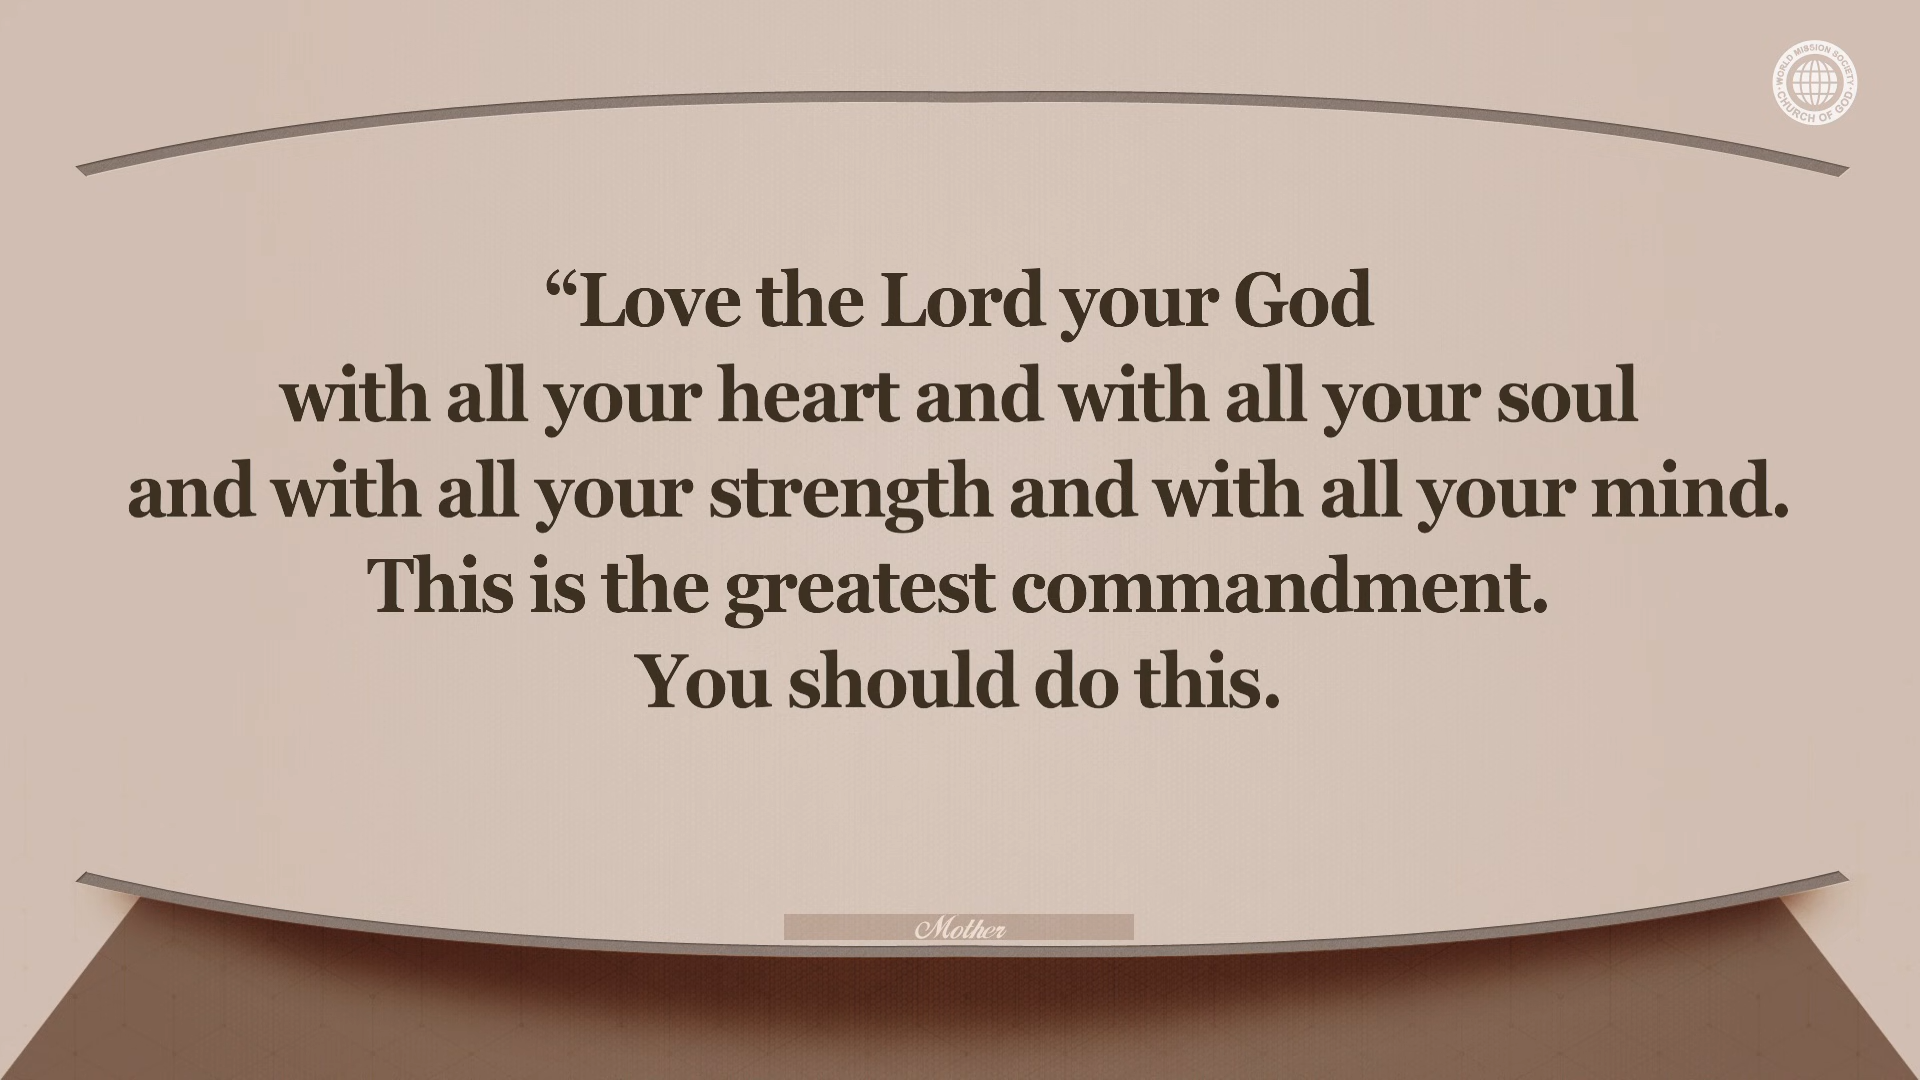 WORLD MISSION SOCIETY
CHURCH OF GOD
“Love the Lord your God
with all your heart and with all your soul
and with all your strength and with all your mind.
This is the greatest commandment.
You should do this.
Mother